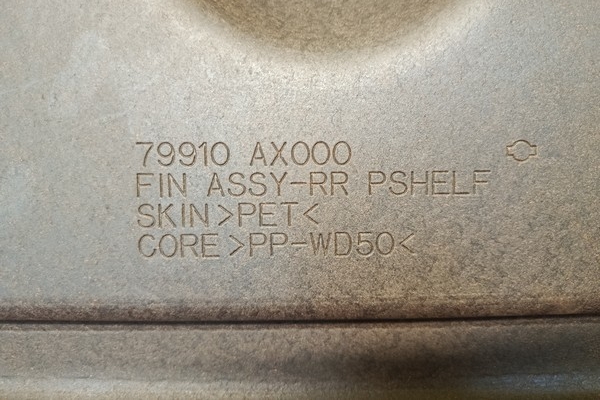 79910 AX000
FIN ASSY-RR PSHELF
SKIN>PET<
CORE>PP-WD50<